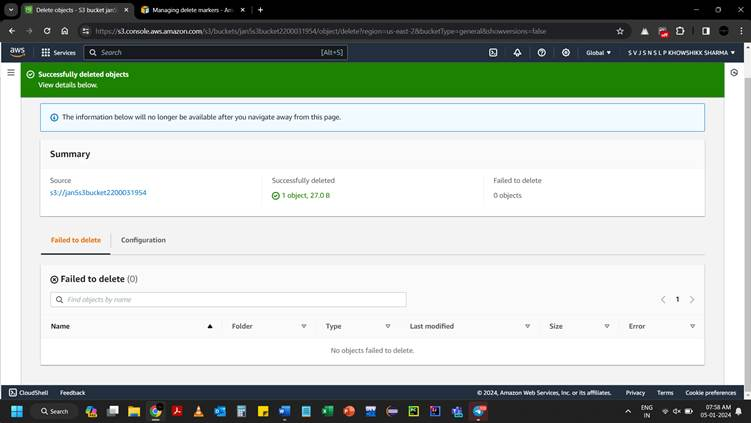 Delete objects - S3 bucket jan5s
Managing delete markers - Am
https://s3.console.aws.amazon.com/s3/buckets/jan5s3bucket2200031954/object/delete?region=us-east-2&bucketType=general&showversions=false
aws
Services
Search
[Alt+S]
Global
S V J S N S L P KHOWSHIKK SHARMA
Successfully deleted objects
View details below.
The information below will no longer be available after you navigate away from this page.
Summary
Source
Successfully deleted
Failed to delete
s3://jan5s3bucket2200031954
1 object, 27.0 B
0 objects
Failed to delete
Configuration
Failed to delete (0)
Find objects by name
1
Name
Folder
Type
Last modified
Size
Error
No objects failed to delete.
CloudShell
Feedback
© 2024, Amazon Web Services, Inc. or its affiliates.
Privacy
Terms
Cookie preferences
Search
ENG
IN
07:58 AM
05-01-2024